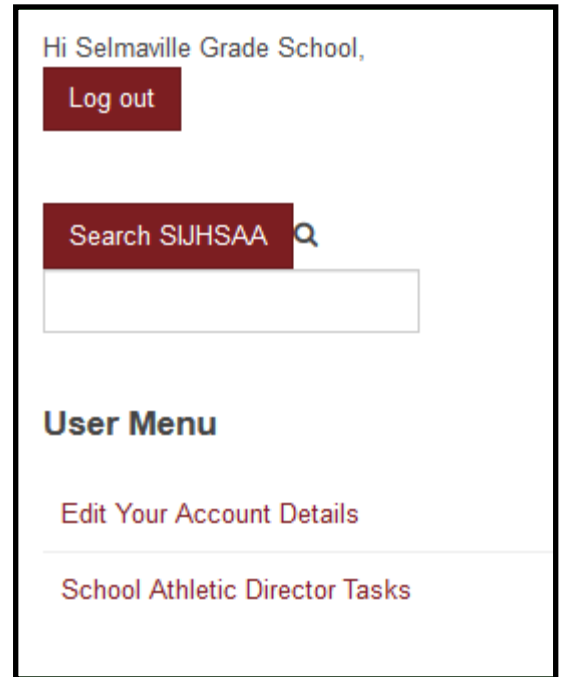 Hi Selmaville Grade School,
Log out
Search SIJHSAA
User Menu
Edit Your Account Details
School Athletic Director Tasks